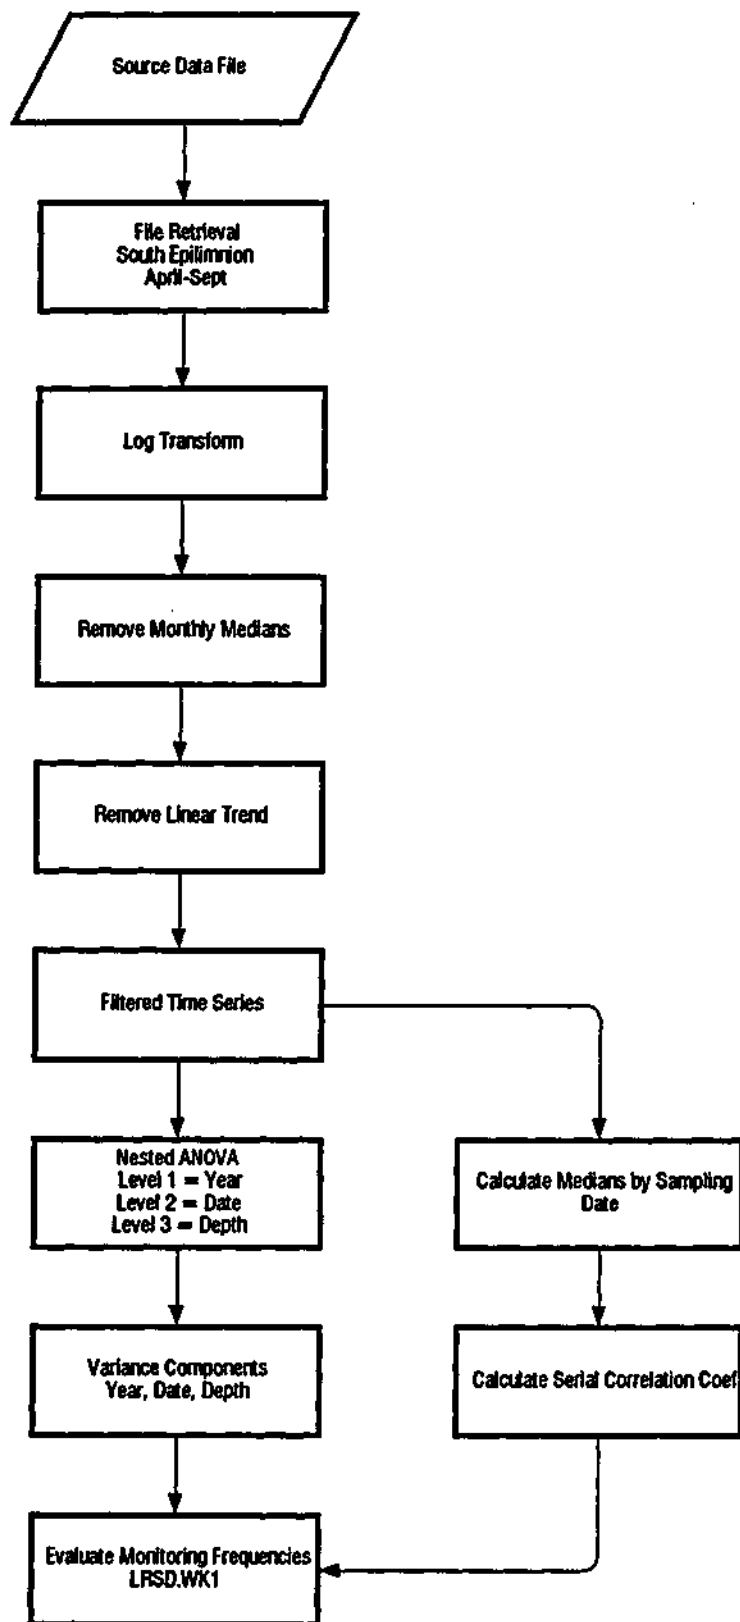 Source Data File
File Retrieval
South Epilimnion
April-Sept
Log Transform
Remove Monthly Medians
Remove Linear Trend
Filtered Time Series
Nested ANOVA
Level 1 = Year
Level 2 = Date
Level 3 = Depth
Calculate Medians by Sampling
Date
Variance Components
Year, Date, Depth
Calculate Serial Correlation Coef
Evaluate Monitoring Frequencies
LRSD.WK1